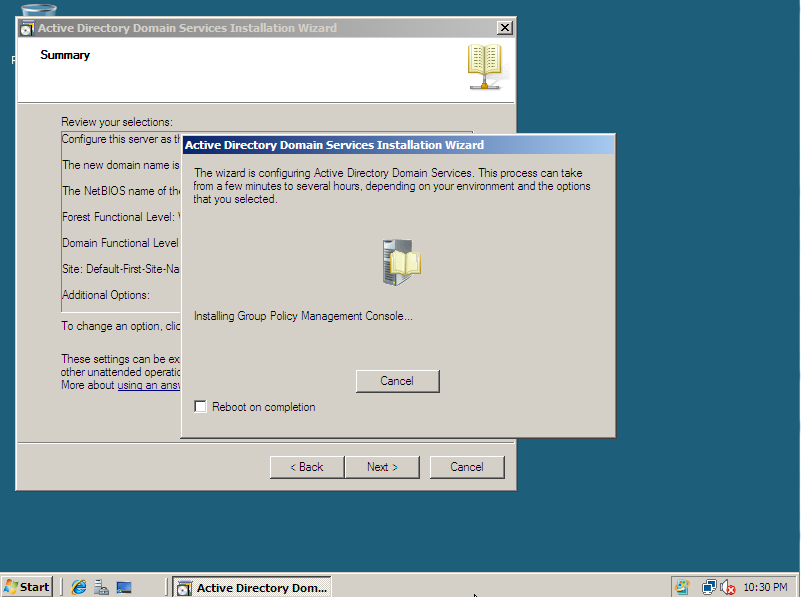 Active Directory Domain Services Installation Wizard
Summary
Review your selections:
Configure this server as
The new domain name is
The NetBIOS name of
Forest Functional Level:
Domain Functional Level
Site: Default-First-Site-Na
Additional Options:
To change an option, clic
These settings can be ex
other unattended operatio
More about using an
< Back
Next >
Cancel
Active Directory Domain Services Installation Wizard
The wizard is configuring Active Directory Domain Services. This process can take
from a few minutes to several hours, depending on your environment and the options
that you selected.
Installing Group Policy Management Console...
Cancel
Reboot on completion
Start
Active Directory Dom...
10:30 PM